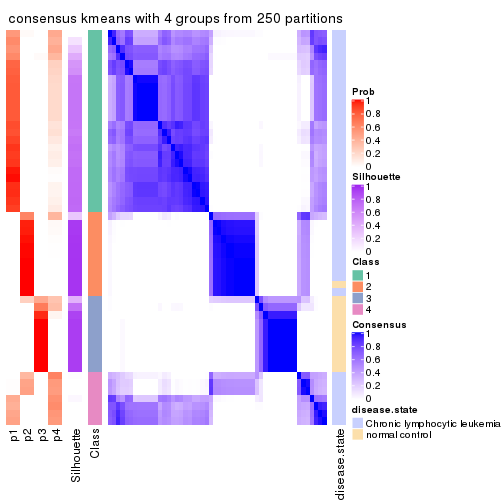 consensus kmeans with 4 groups from 250 partitions
Prob
1
0.8
0.6
0.4
0.2
0
Silhouette
1
0.8
0.6
0.4
0.2
0
Class
1
2
3
4
Consensus
1
0.8
0.6
0.4
0.2
0
disease.state
Chronic lymphocytic leukemia
normal control
p1
p2
p3
p4
Silhouette
Class
disease.state